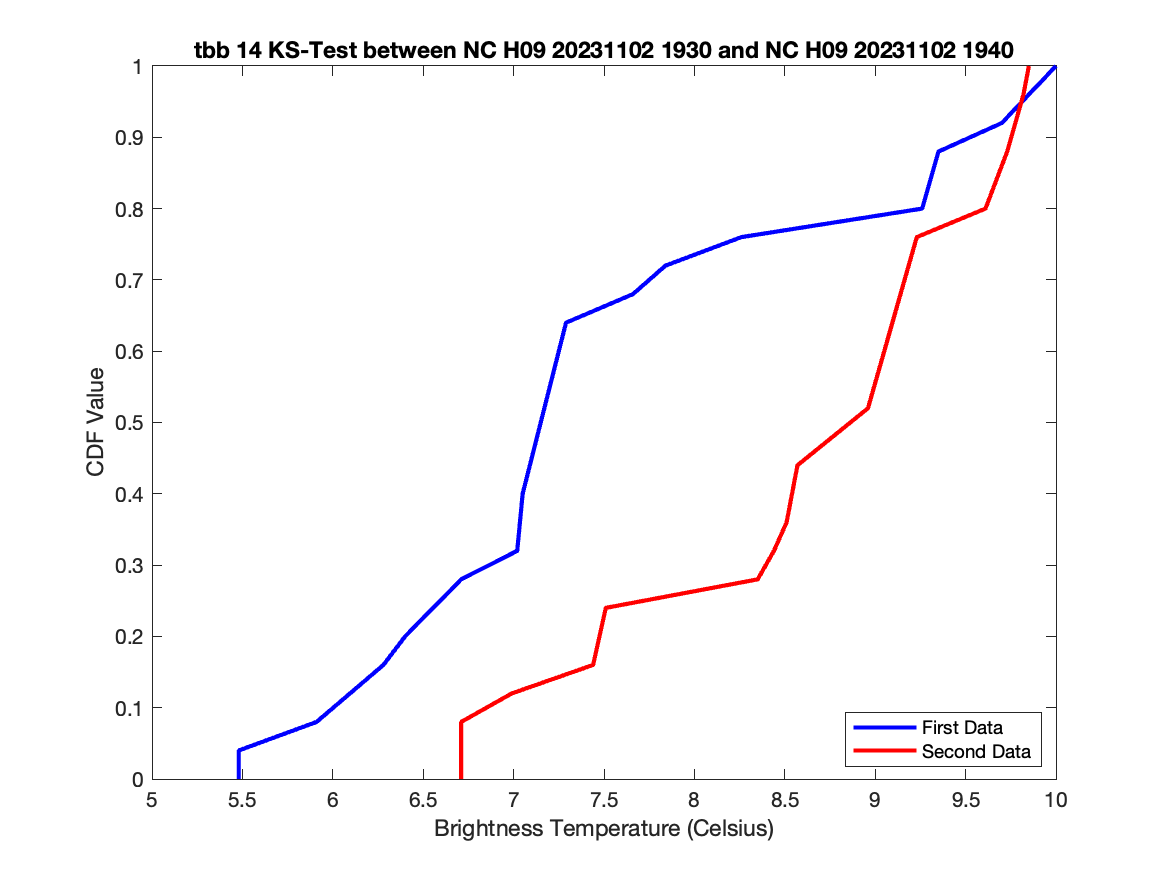 tbb 14 KS-Test between NC H09 20231102 1930 and NC H09 20231102 1940
1
0.9
0.8
0.7
0.6
0.5
0.4
0.3
0.2
0.1
0
CDF Value
First Data
Second Data
5 5.5 6 6.5 7 7.5 8 8.5 9 9.5 10
Brightness Temperature (Celsius)